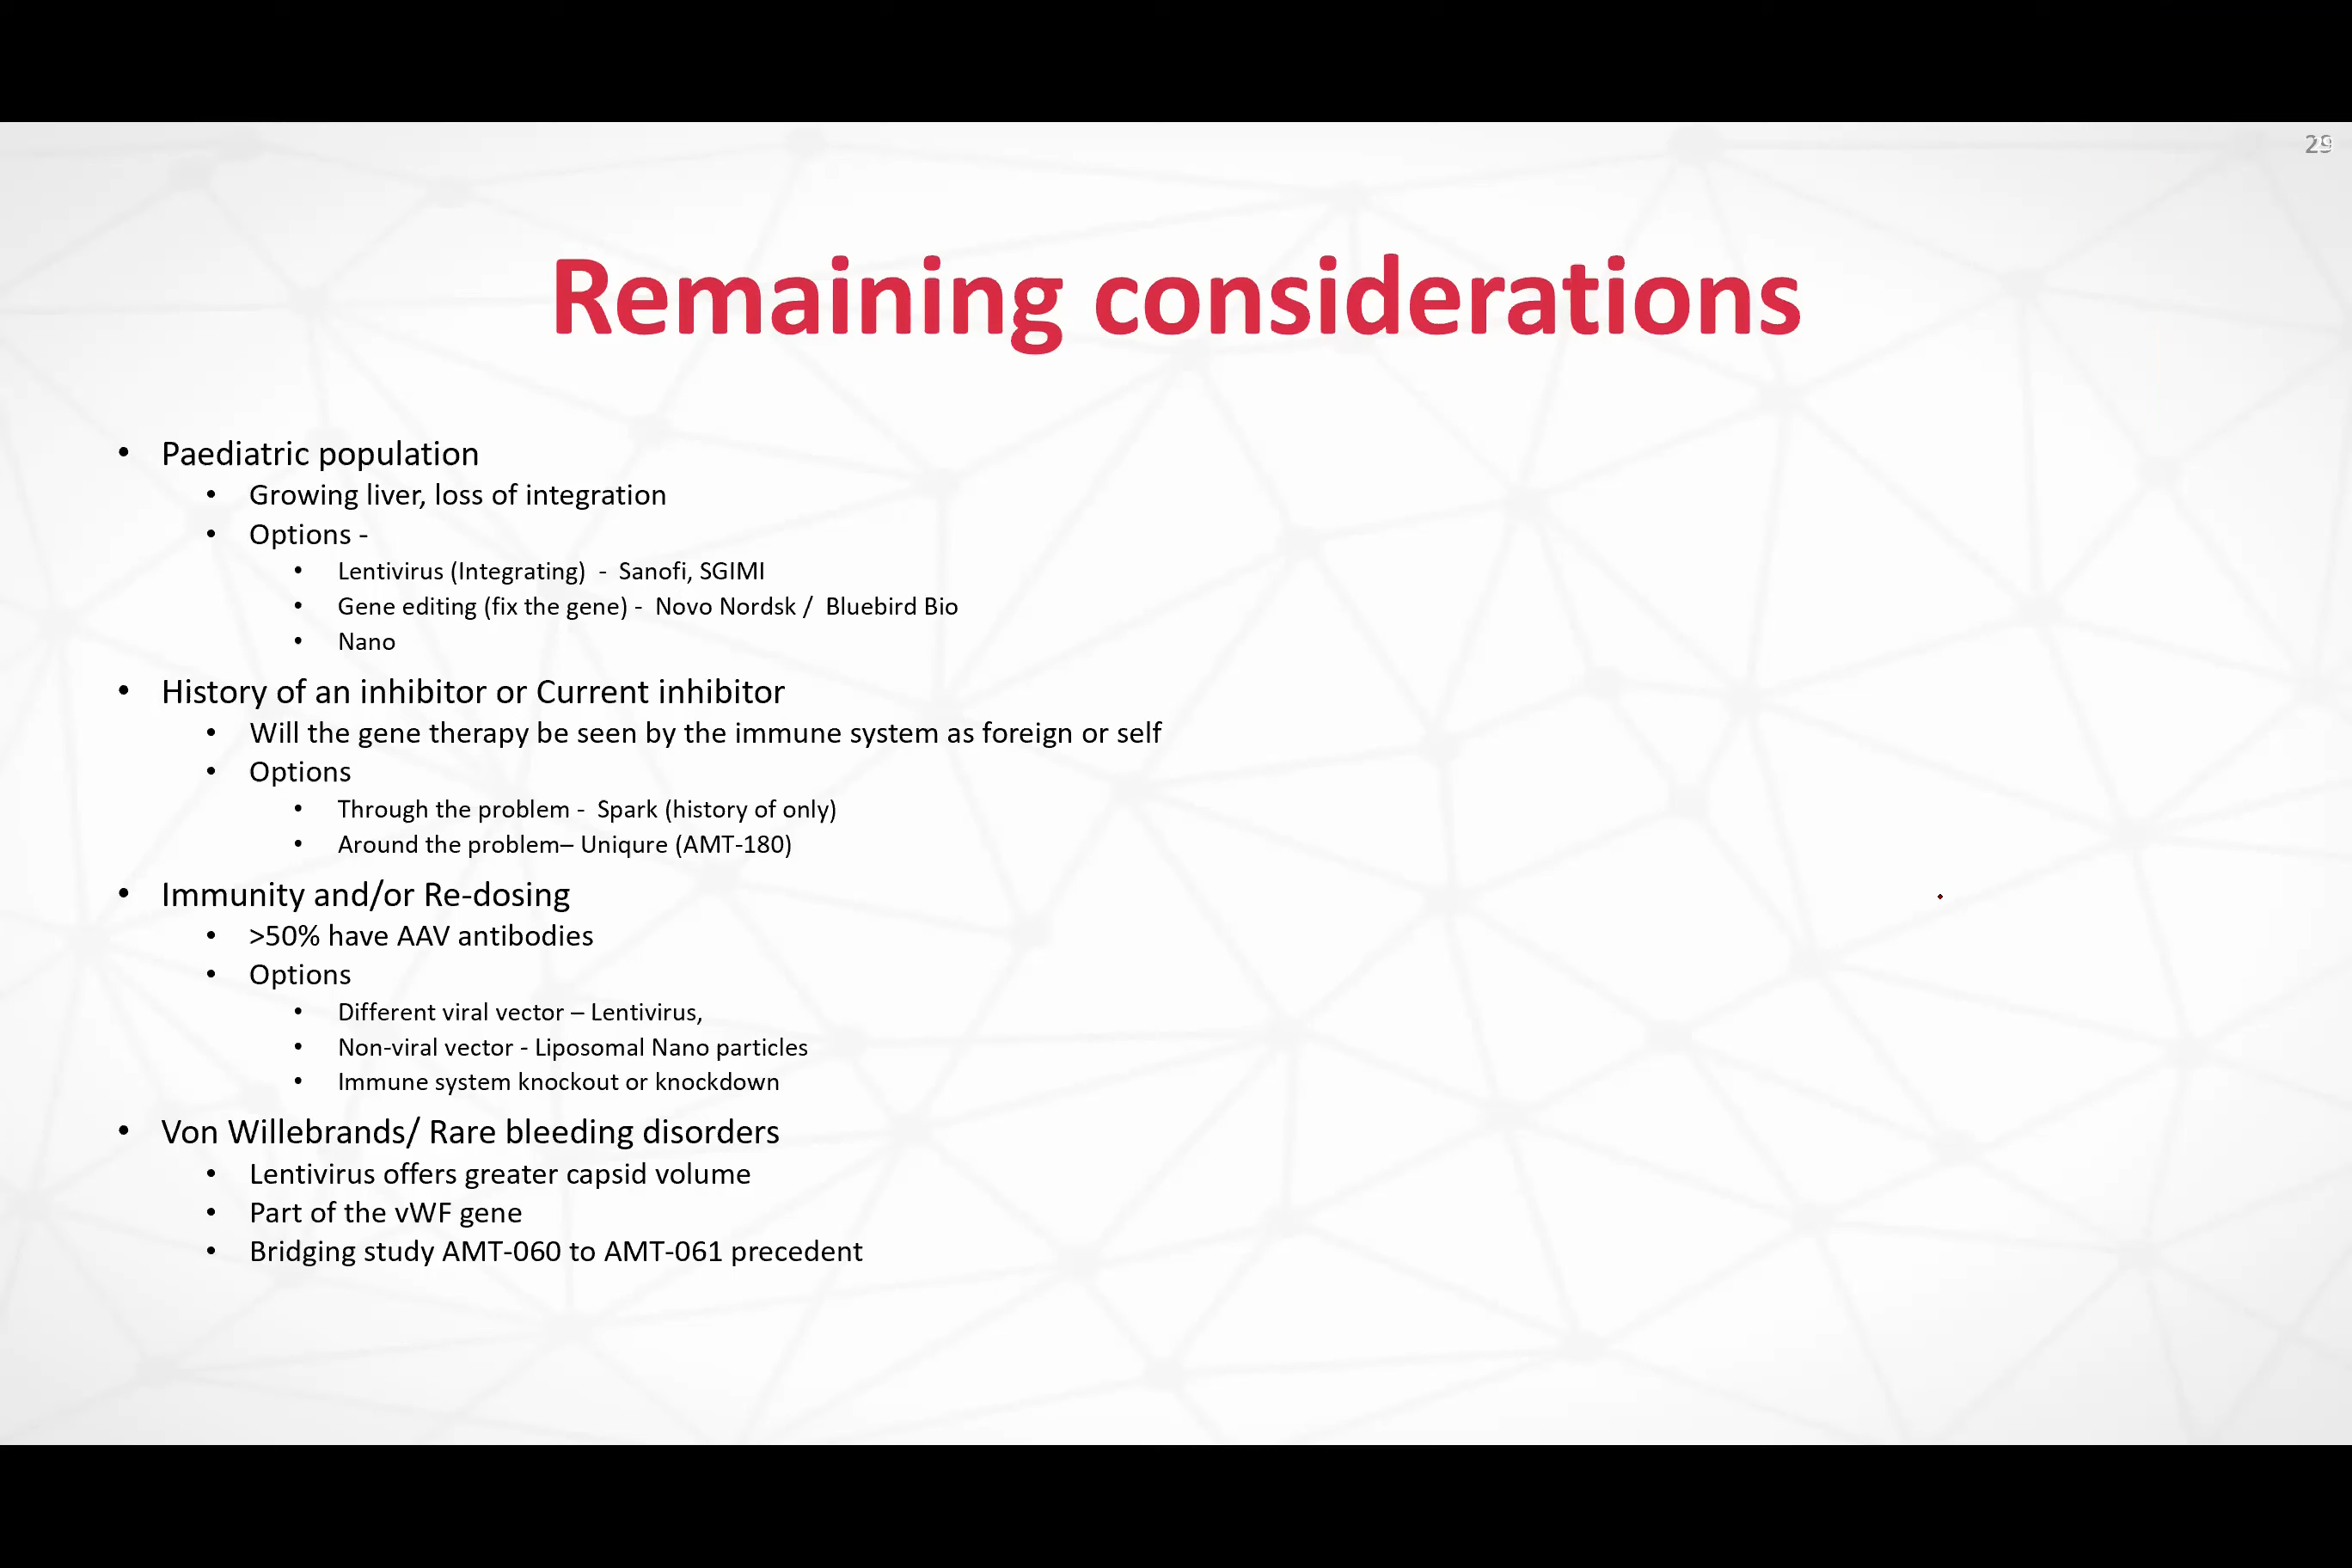 29
Remaining considerations
• Paediatric population
• Growing liver, loss of integration
• Options -
• Lentivirus (Integrating) - Sanofi, SGIMI
• Gene editing (fix the gene) - Novo Nordsk / Bluebird Bio
• Nano
• History of an inhibitor or Current inhibitor
• Will the gene therapy be seen by the immune system as foreign or self
• Options
• Through the problem - Spark (history of only)
• Around the problem– Uniqure (AMT-180)
• Immunity and/or Re-dosing
• >50% have AAV antibodies
• Options
• Different viral vector – Lentivirus,
• Non-viral vector - Liposomal Nano particles
• Immune system knockout or knockdown
• Von Willebrands/ Rare bleeding disorders
• Lentivirus offers greater capsid volume
• Part of the vWF gene
• Bridging study AMT-060 to AMT-061 precedent